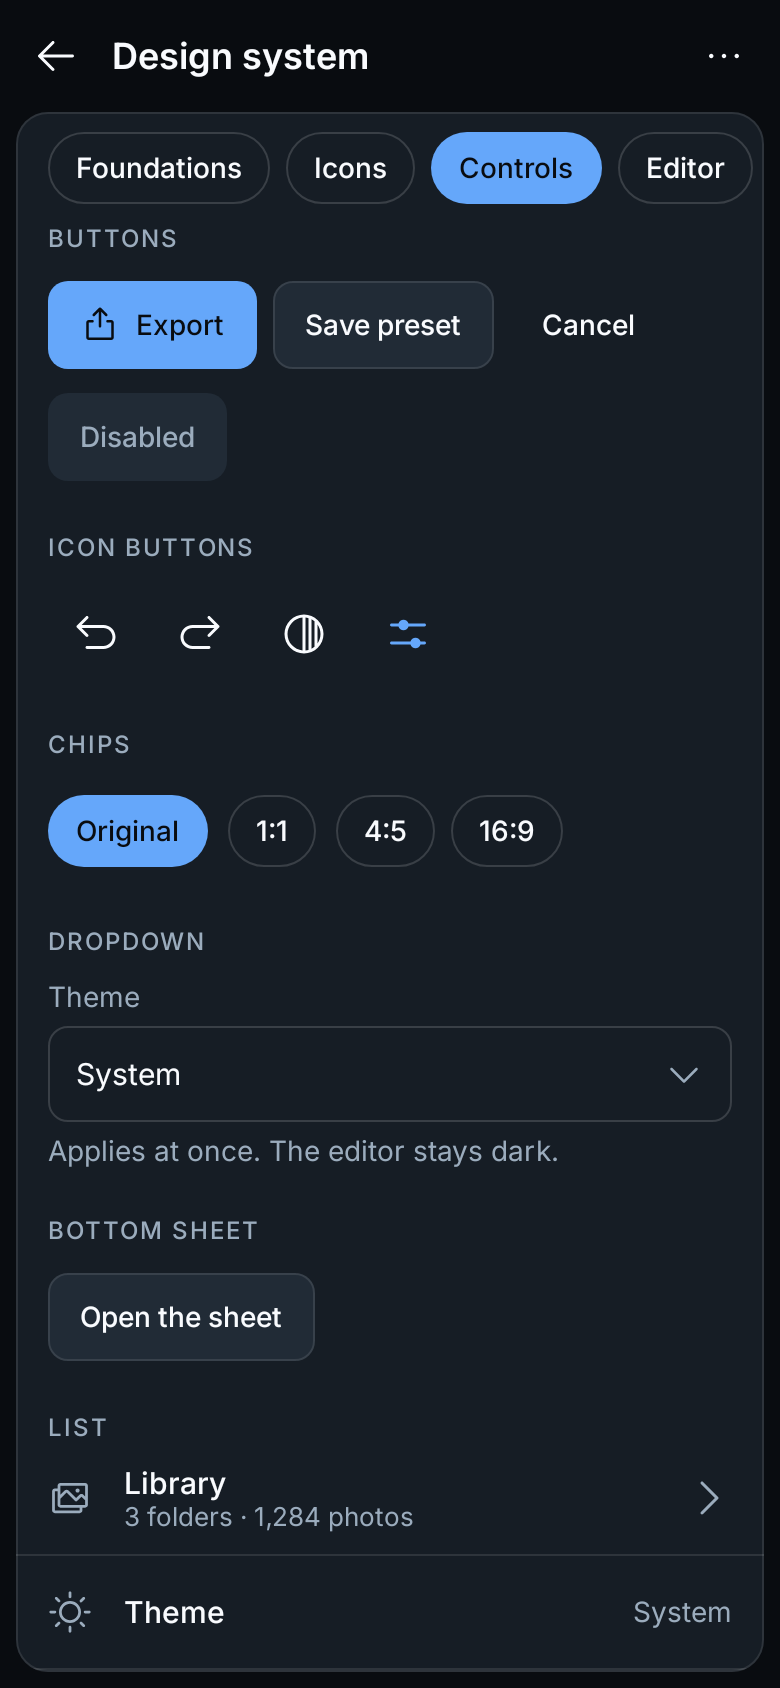 Design system
Foundations
Icons
Controls
Editor
BUTTONS
Export
Save preset
Cancel
Disabled
ICON BUTTONS
CHIPS
Original
1:1
4:5
16:9
DROPDOWN
Theme
System
Applies at once. The editor stays dark.
BOTTOM SHEET
Open the sheet
LIST
Library
3 folders · 1,284 photos
Theme
System